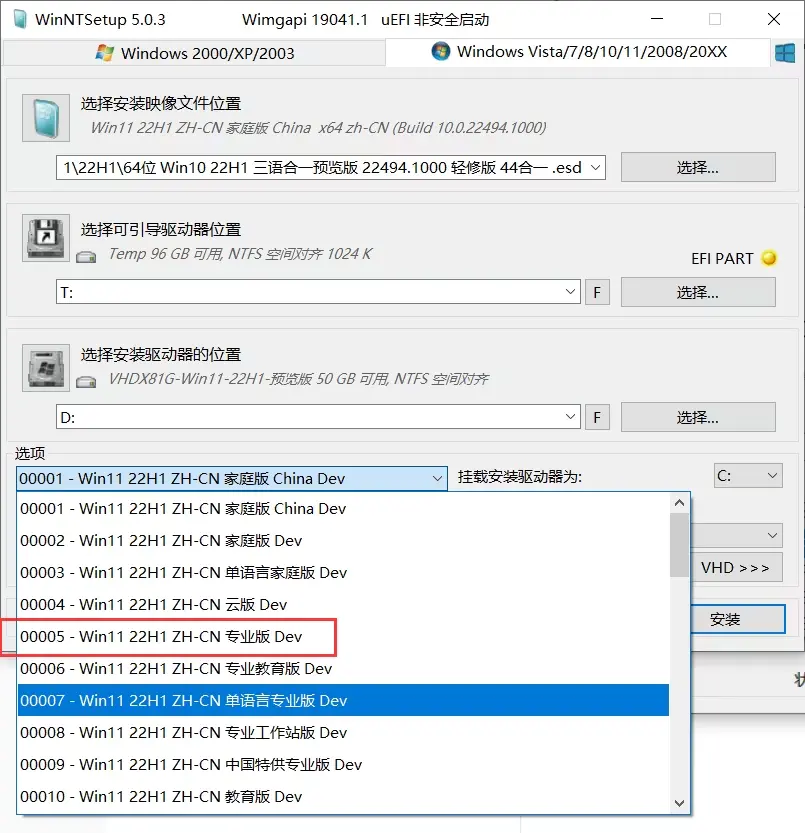 WinNTSetup 5.0.3 Wimgapi 19041.1 uEFI 非安全启动
Windows 2000/XP/2003 Windows Vista/7/8/10/11/2008/20XX
选择安装映像文件位置
Win11 22H1 ZH-CN 家庭版 China x64 zh-CN (Build 10.0.22494.1000)
1\22H1\64位 Win10 22H1 三语合一预览版 22494.1000 轻修版 44合一 .esd 选择...
选择可引导驱动器位置
Temp 96 GB 可用, NTFS 空间对齐 1024 K
EFI PART
T: F 选择...
选择安装驱动器的位置
VHDX81G-Win11-22H1-预览版 50 GB 可用, NTFS 空间对齐
D: F 选择...
选项
00001 - Win11 22H1 ZH-CN 家庭版 China Dev 挂载安装驱动器为: C:
00001 - Win11 22H1 ZH-CN 家庭版 China Dev
00002 - Win11 22H1 ZH-CN 家庭版 Dev
00003 - Win11 22H1 ZH-CN 单语言家庭版 Dev
VHD >>>
00004 - Win11 22H1 ZH-CN 云版 Dev
安装
00005 - Win11 22H1 ZH-CN 专业版 Dev
00006 - Win11 22H1 ZH-CN 专业教育版 Dev
00007 - Win11 22H1 ZH-CN 单语言专业版 Dev
00008 - Win11 22H1 ZH-CN 专业工作站版 Dev
00009 - Win11 22H1 ZH-CN 中国特供专业版 Dev
00010 - Win11 22H1 ZH-CN 教育版 Dev